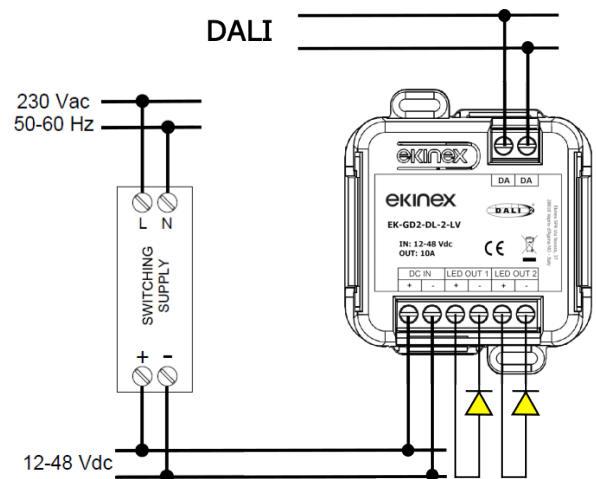 DALI
230 Vac
50-60 Hz
L N
SWITCHING
SUPPLY
+ -
12-48 Vdc
ekinex
DA DA
ekinex
DALI 2
EK-GD2-DL-2-LV
IN: 12-48 Vdc
OUT: 10A
CE
DC IN LED OUT 1 LED OUT 2
+ - + - + -